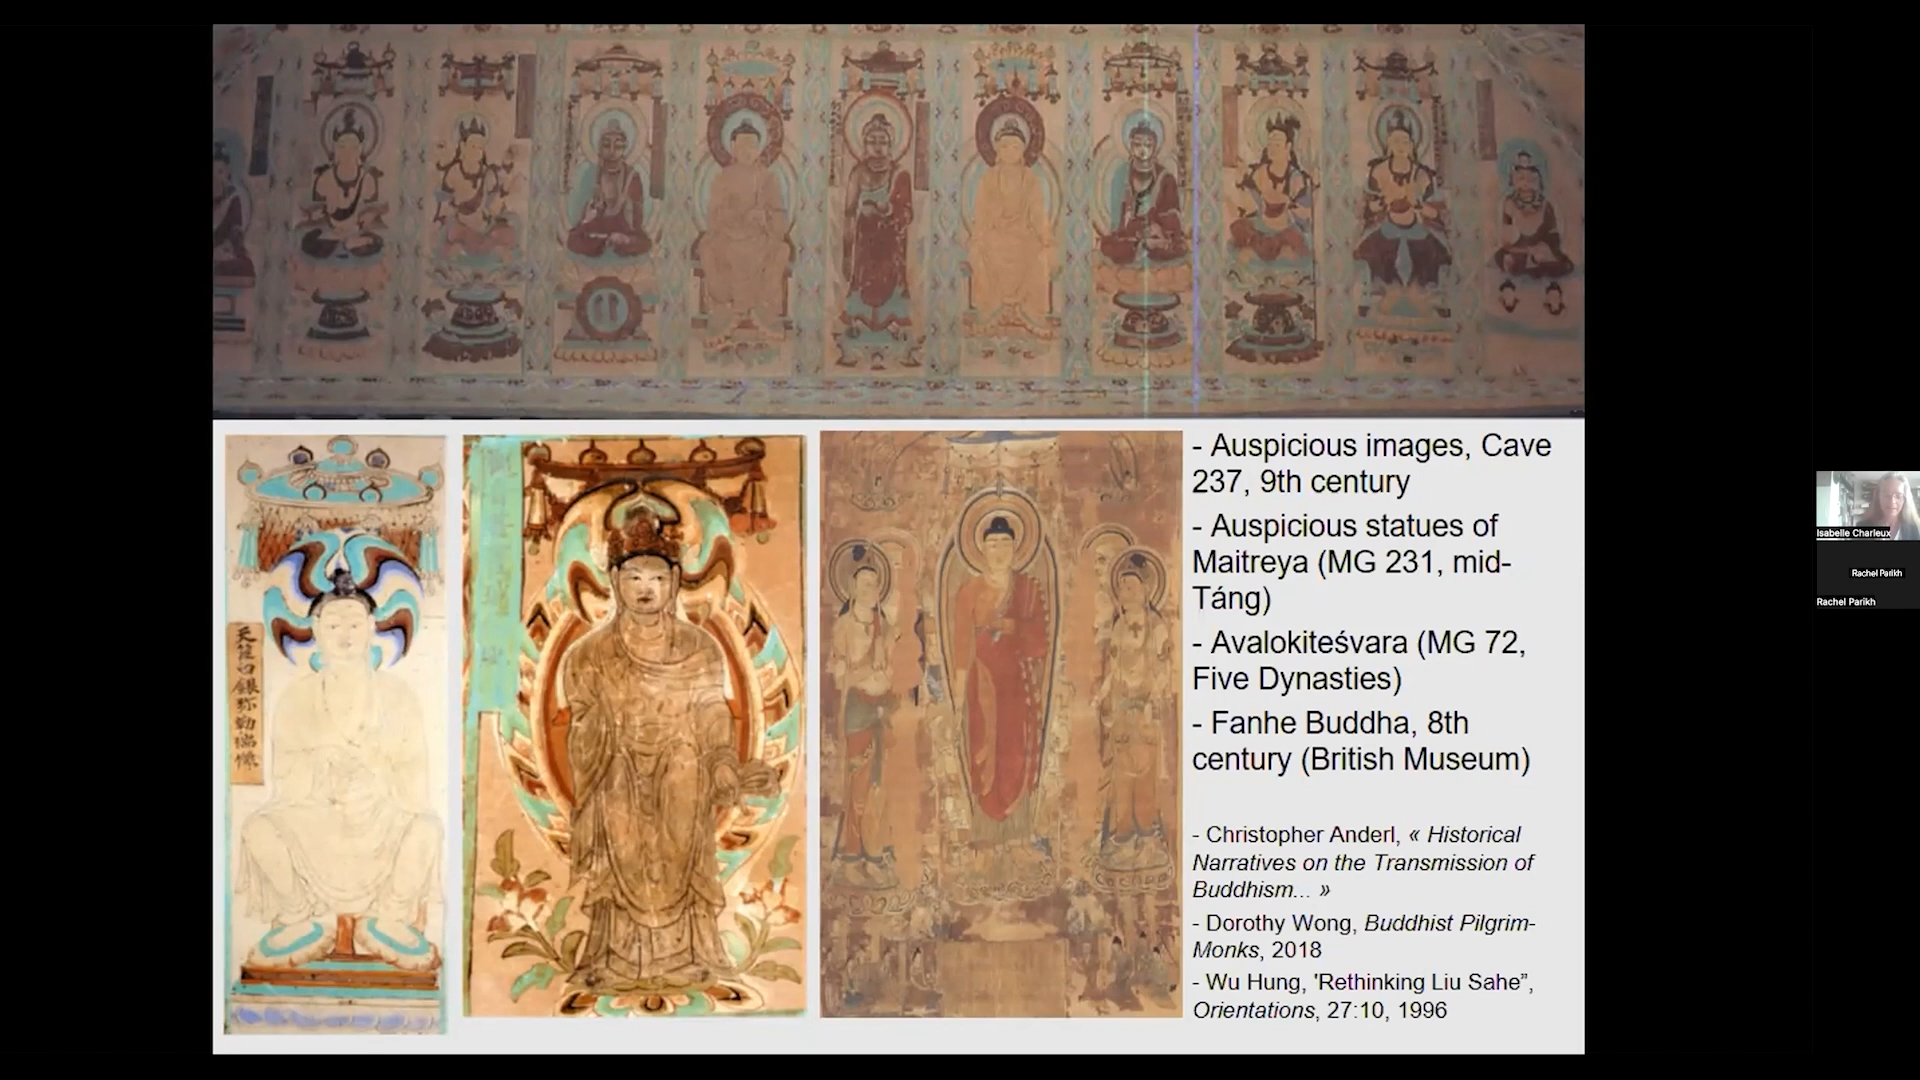 - Auspicious images, Cave
237, 9th century
- Auspicious statues of
Maitreya (MG 231, mid-
Táng)
- Avalokiteśvara (MG 72,
Five Dynasties)
- Fanhe Buddha, 8th
century (British Museum)
- Christopher Anderl, « Historical
Narratives on the Transmission of
Buddhism... »
- Dorothy Wong, Buddhist Pilgrim-
Monks, 2018
- Wu Hung, 'Rethinking Liu Sahe”,
Orientations, 27:10, 1996
Isabelle Charleux
Rachel Parikh
Rachel Parikh